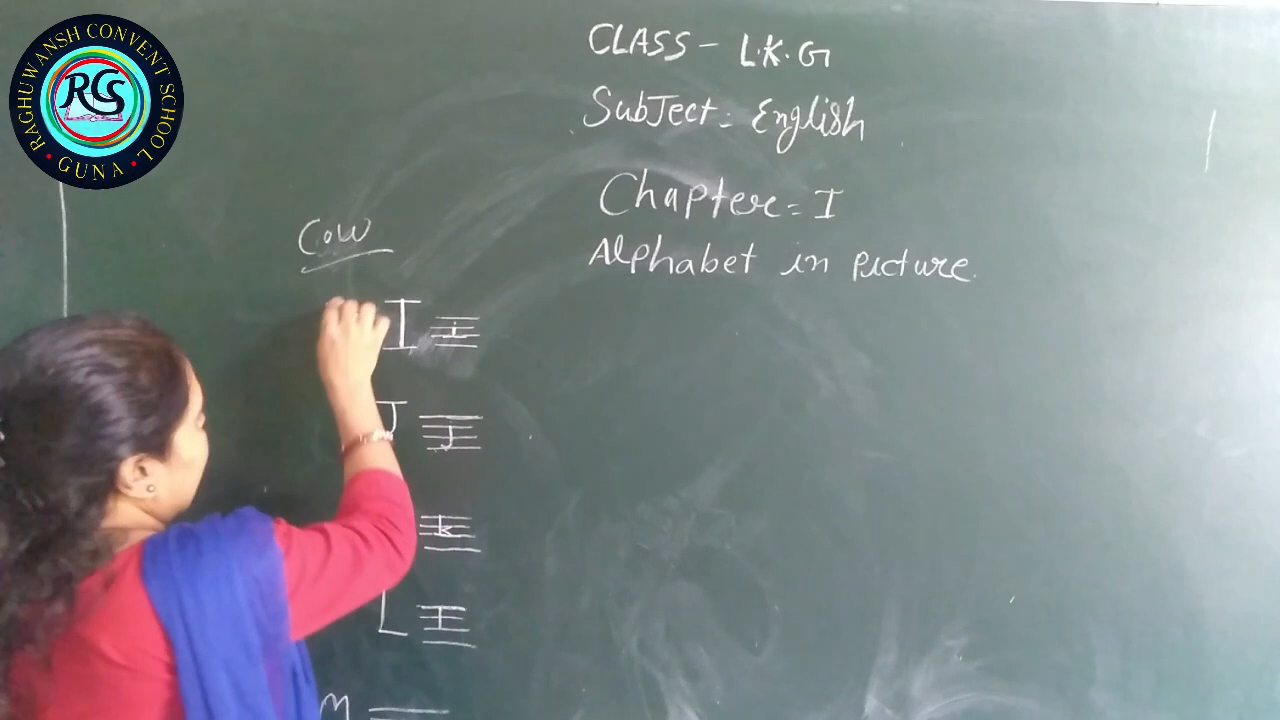 RAGHUWANSH CONVENT SCHOOL
RCS
• GUNA •
CLASS - L.K.G
SubJect = English
Chapter = I
Alphabet in picture.
Cow
I i
J j
k
L l
M